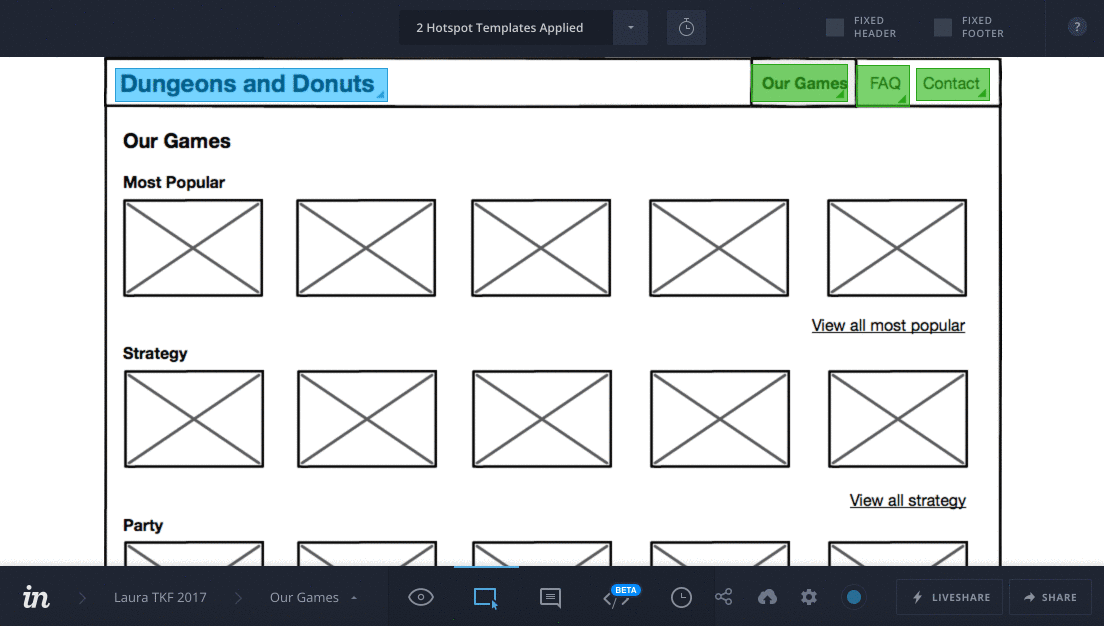 2 Hotspot Templates Applied
FIXED
HEADER
FIXED
FOOTER
?
Dungeons and Donuts
Our Games
FAQ
Contact
Our Games
Most Popular
View all most popular
Strategy
View all strategy
Party
in
Laura TKF 2017
Our Games
BETA
LIVESHARE
SHARE